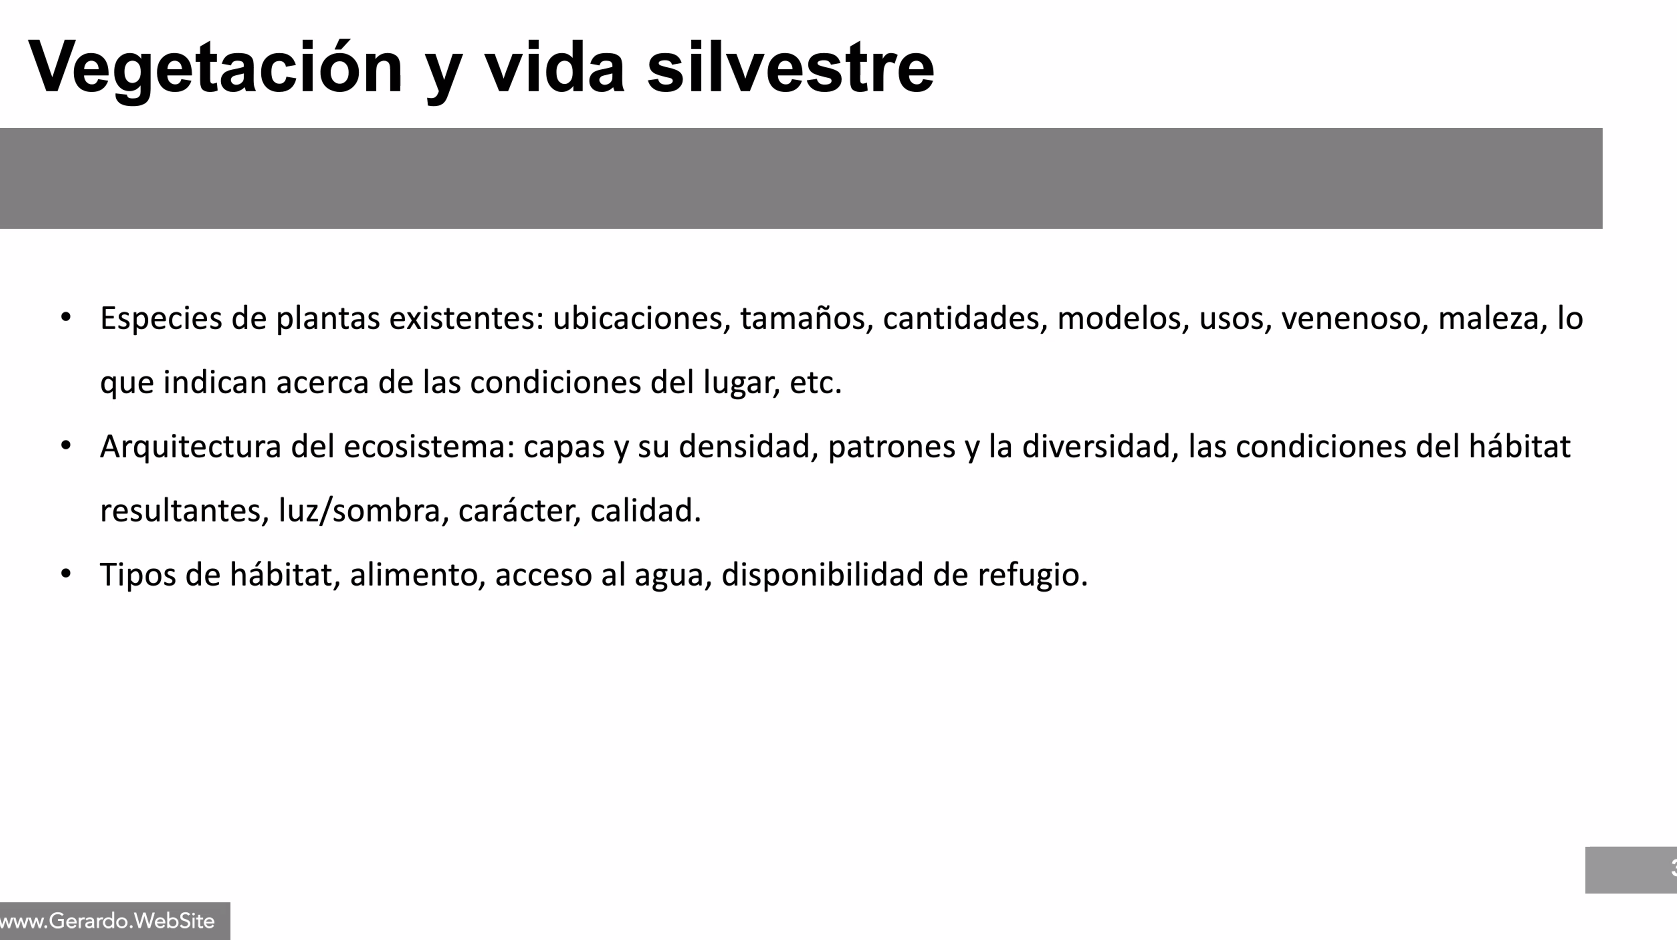 Vegetación y vida silvestre
• Especies de plantas existentes: ubicaciones, tamaños, cantidades, modelos, usos, venenoso, maleza, lo
que indican acerca de las condiciones del lugar, etc.
• Arquitectura del ecosistema: capas y su densidad, patrones y la diversidad, las condiciones del hábitat
resultantes, luz/sombra, carácter, calidad.
• Tipos de hábitat, alimento, acceso al agua, disponibilidad de refugio.
www.Gerardo.WebSite